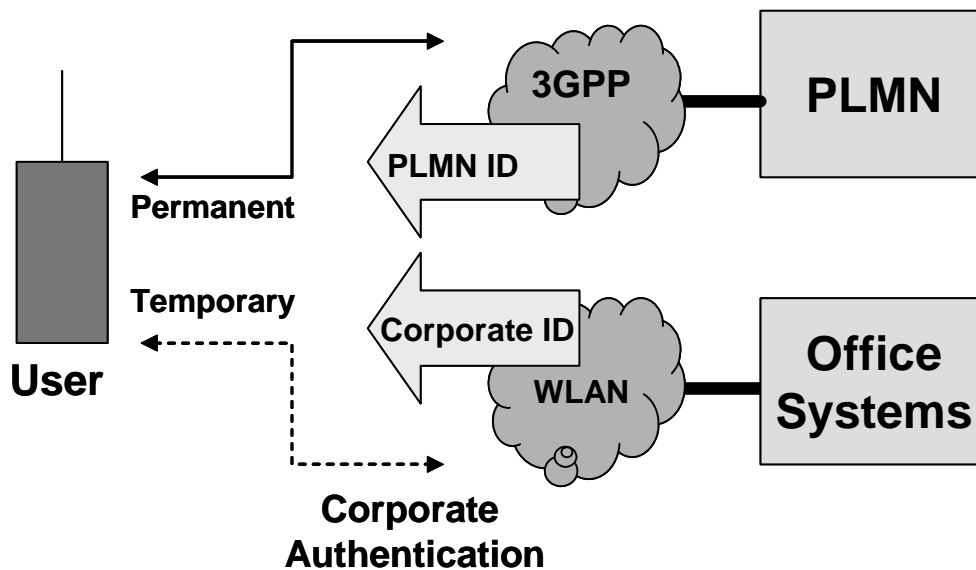 3GPP
PLMN
PLMN ID
Permanent
Temporary
Corporate ID
User
WLAN
Office
Systems
Corporate
Authentication